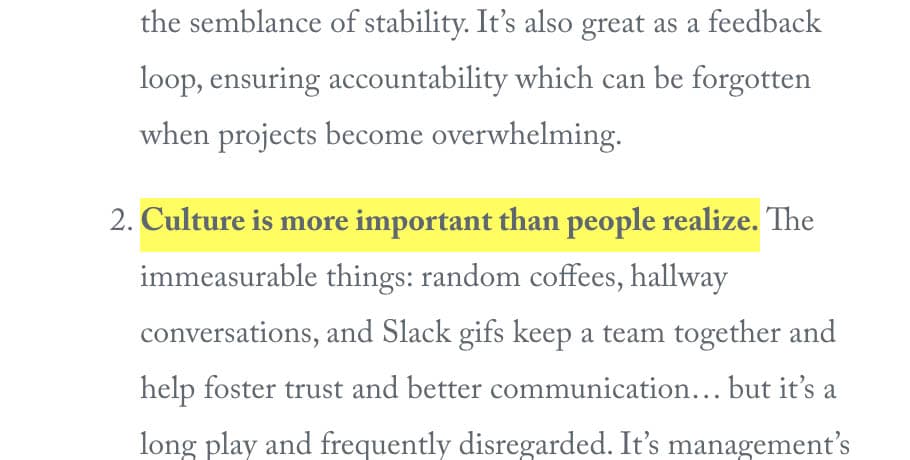 the semblance of stability. It’s also great as a feedback
loop, ensuring accountability which can be forgotten
when projects become overwhelming.
2. Culture is more important than people realize. The
immeasurable things: random coffees, hallway
conversations, and Slack gifs keep a team together and
help foster trust and better communication… but it’s a
long play and frequently disregarded. It’s management’s